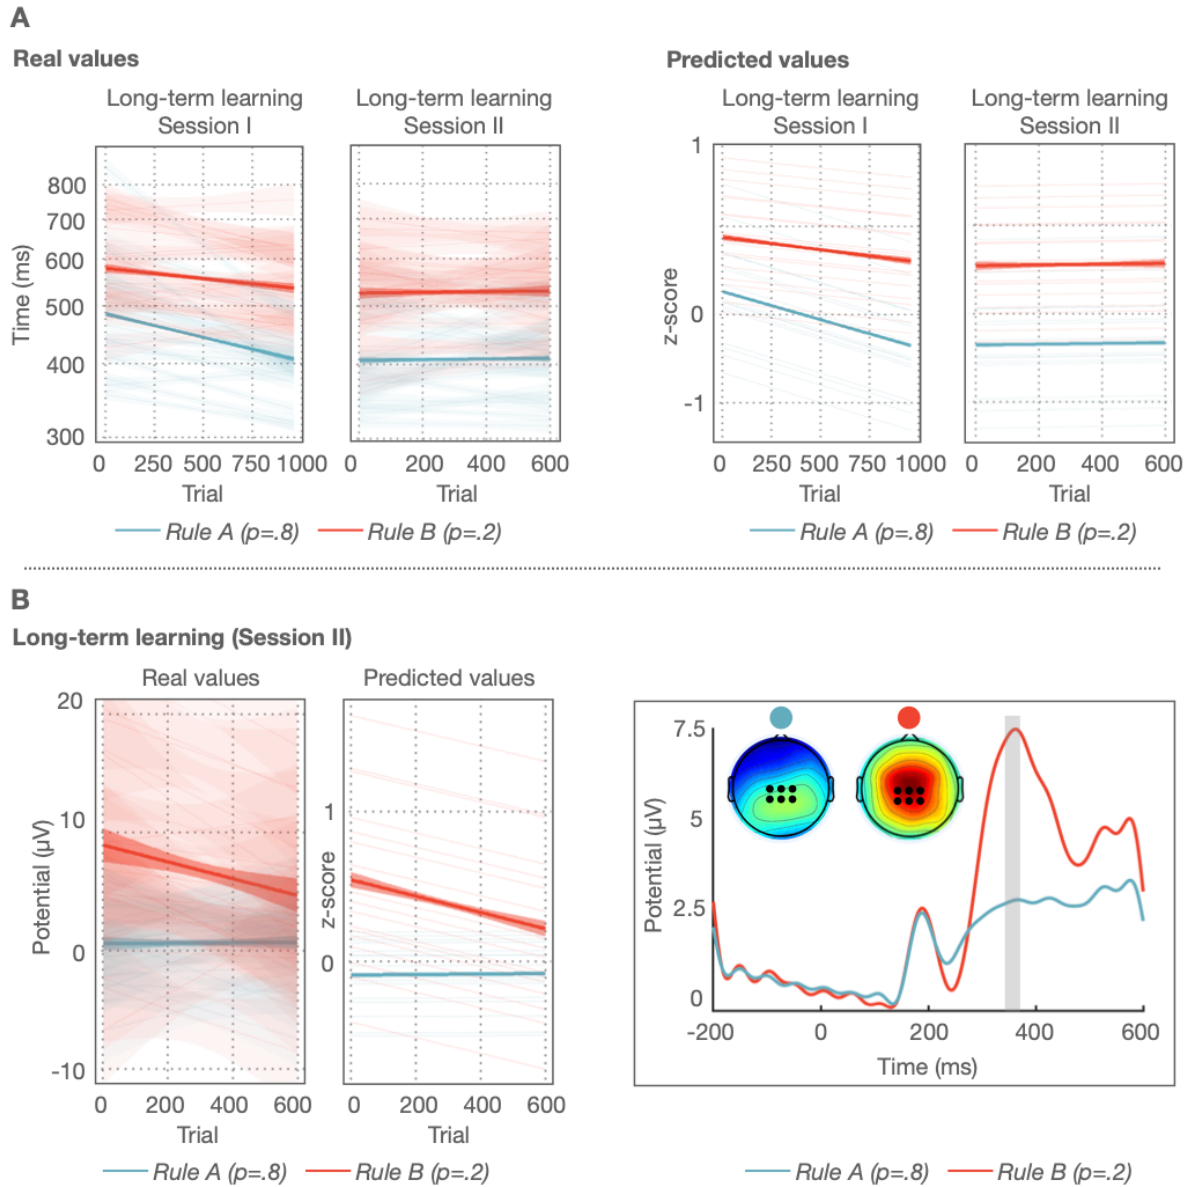 A
Real values
Predicted values
Long-term learning
Session I
Long-term learning
Session II
Long-term learning
Session I
Long-term learning
Session II
Time (ms)
800
700
600
500
400
300
0 250 500 750 1000
Trial
0 200 400 600
Trial
z-score
1
0
-1
0 250 500 750 1000
Trial
0 200 400 600
Trial
Rule A (p=.8) Rule B (p=.2)
Rule A (p=.8) Rule B (p=.2)
B
Long-term learning (Session II)
Real values
Predicted values
Potential (μV)
20
10
0
-10
0 200 400 600
Trial
z-score
1
0
0 200 400 600
Trial
Rule A (p=.8) Rule B (p=.2)
Potential (μV)
7.5
5
2.5
0
-200 0 200 400 600
Time (ms)
Rule A (p=.8) Rule B (p=.2)